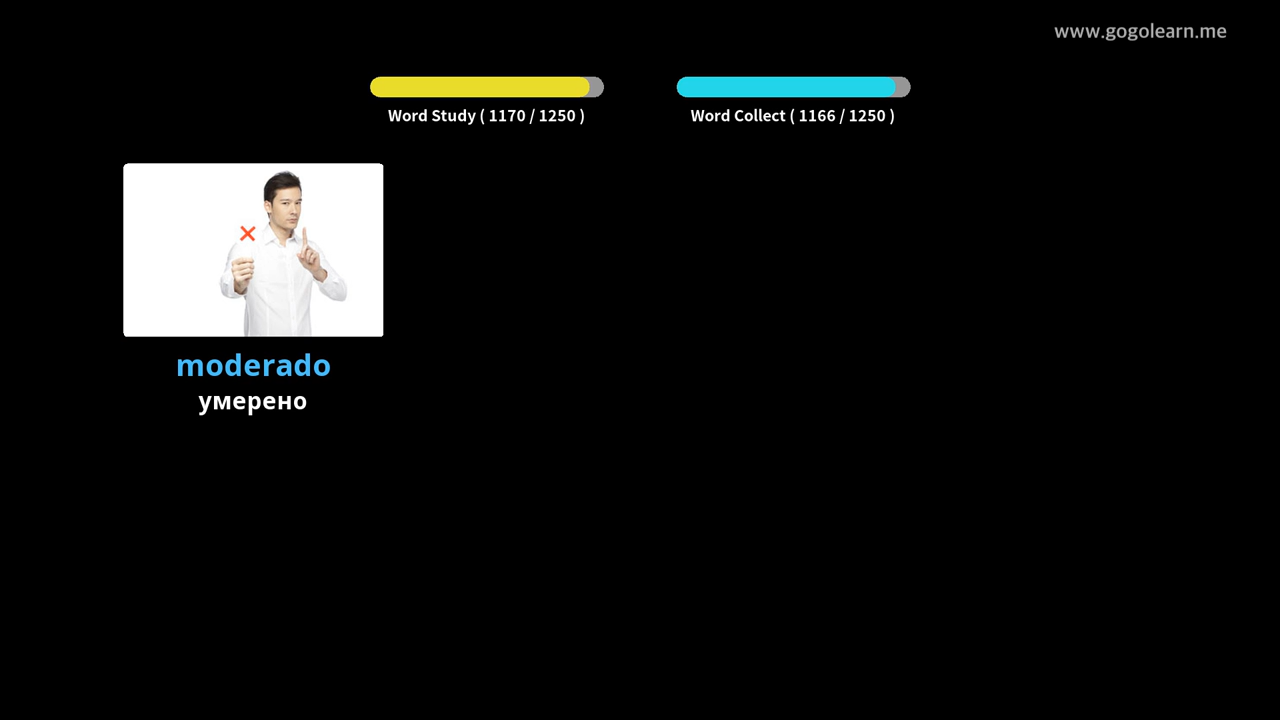 www.gogolearn.me
Word Study ( 1170 / 1250 )
Word Collect ( 1166 / 1250 )
moderado
умерено